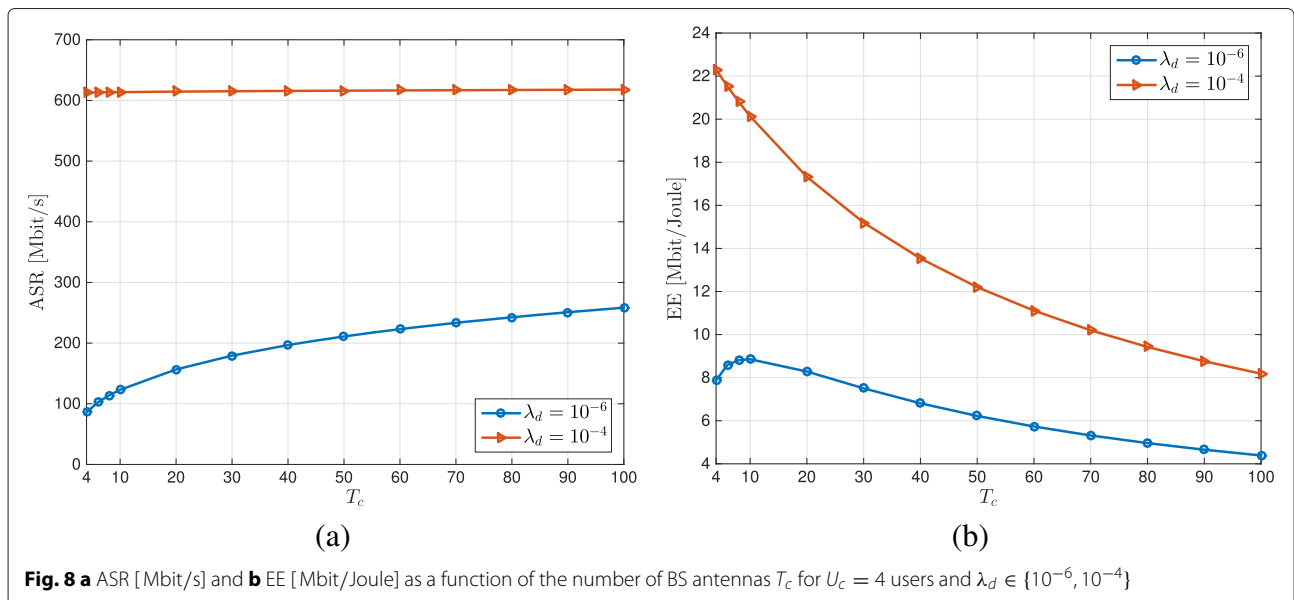 700
600
500
400
300
200
100
0
ASR [Mbit/s]
4 10 20 30 40 50 60 70 80 90 100
T_c
λ_d = 10^{-6}
λ_d = 10^{-4}
(a)
24
22
20
18
16
14
12
10
8
6
4
EE [Mbit/Joule]
4 10 20 30 40 50 60 70 80 90 100
T_c
λ_d = 10^{-6}
λ_d = 10^{-4}
(b)
Fig. 8 a ASR [Mbit/s] and b EE [Mbit/Joule] as a function of the number of BS antennas T_c for U_c = 4 users and λ_d ∈ {10^{-6}, 10^{-4}}